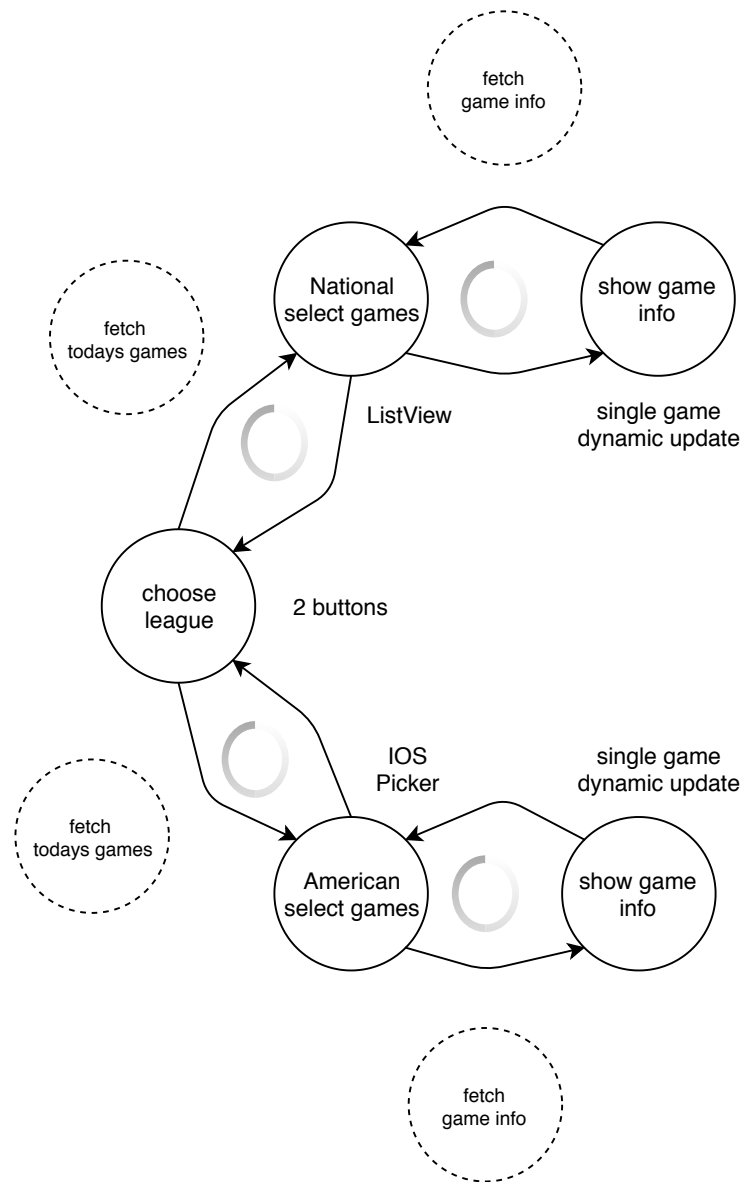 fetch
game info
National
select games
show game
info
fetch
todays games
ListView
single game
dynamic update
choose
league
2 buttons
IOS
Picker
single game
dynamic update
fetch
todays games
American
select games
show game
info
fetch
game info